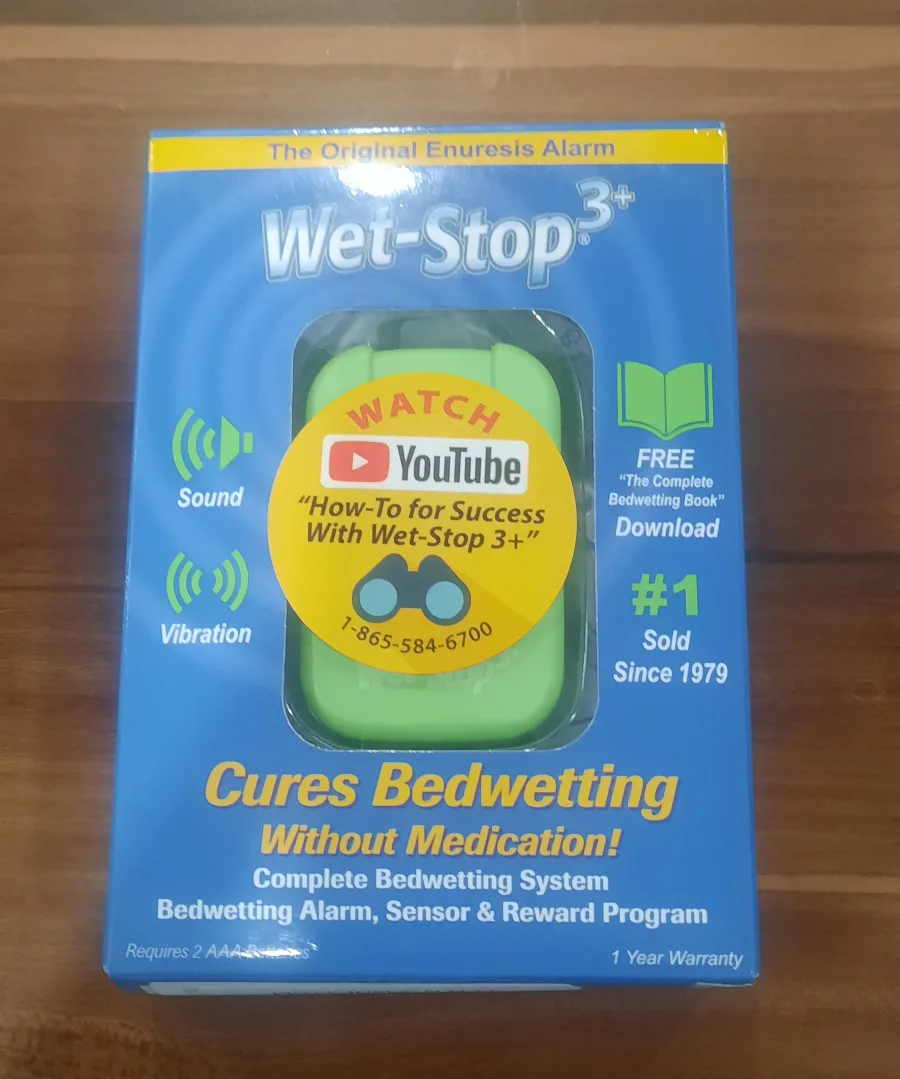 The Original Enuresis Alarm
Wet-Stop®3+
WATCH
YouTube
"How-To for Success
With Wet-Stop 3+"
1-865-584-6700
Sound
Vibration
FREE
"The Complete
Bedwetting Book"
Download
#1
Sold
Since 1979
Wet-Stop
Cures Bedwetting
Without Medication!
Complete Bedwetting System
Bedwetting Alarm, Sensor & Reward Program
Requires 2 AAA Batteries
1 Year Warranty